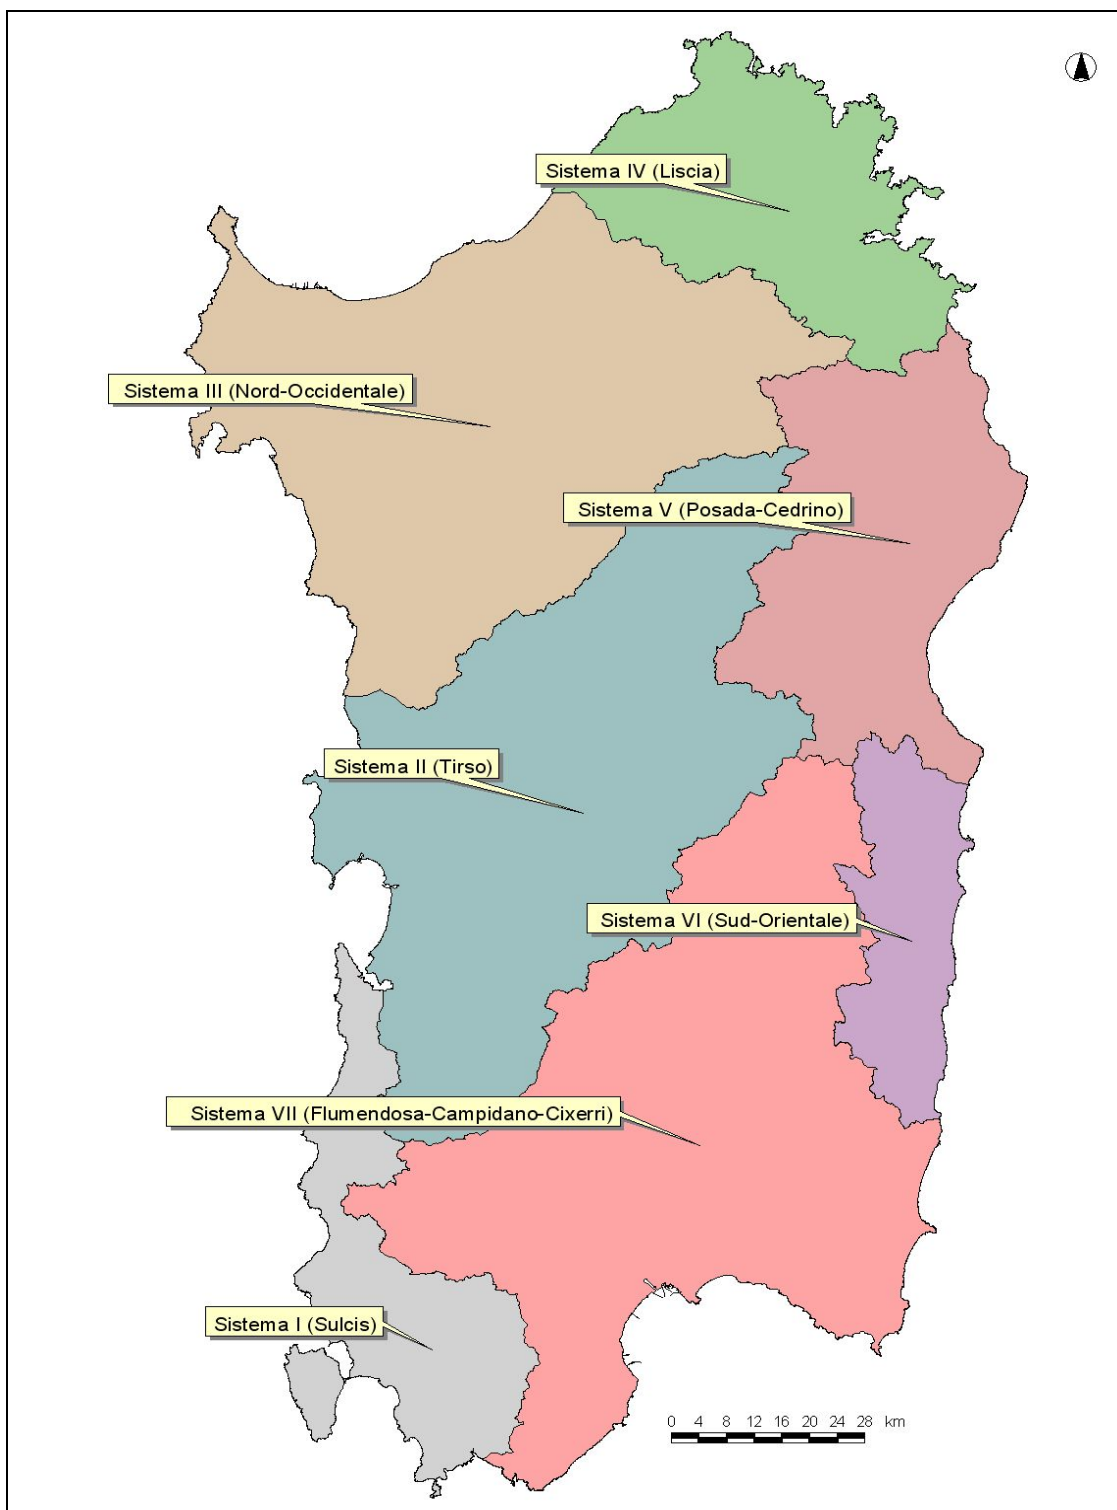 Sistema IV (Liscia)
Sistema III (Nord-Occidentale)
Sistema V (Posada-Cedrino)
Sistema II (Tirso)
Sistema VI (Sud-Orientale)
Sistema VII (Flumendosa-Campidano-Cixerri)
Sistema I (Sulcis)
0 4 8 12 16 20 24 28 km